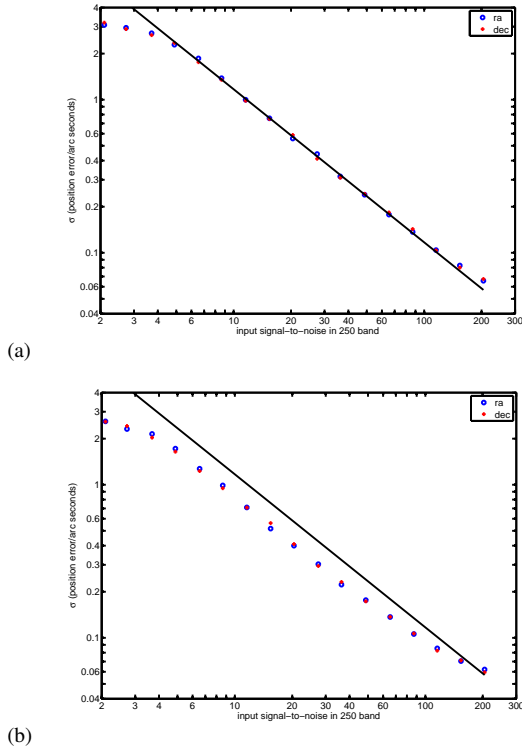 4
3
2
1
0.6
0.4
0.3
0.2
0.1
0.06
0.04
σ (position error/arc seconds)
ra
dec
2 3 4 6 10 20 30 40 60 100 200 300
input signal−to−noise in 250 band
(a)
4
3
2
1
0.6
0.4
0.3
0.2
0.1
0.06
0.04
σ (position error/arc seconds)
ra
dec
2 3 4 6 10 20 30 40 60 100 200 300
input signal−to−noise in 250 band
(b)